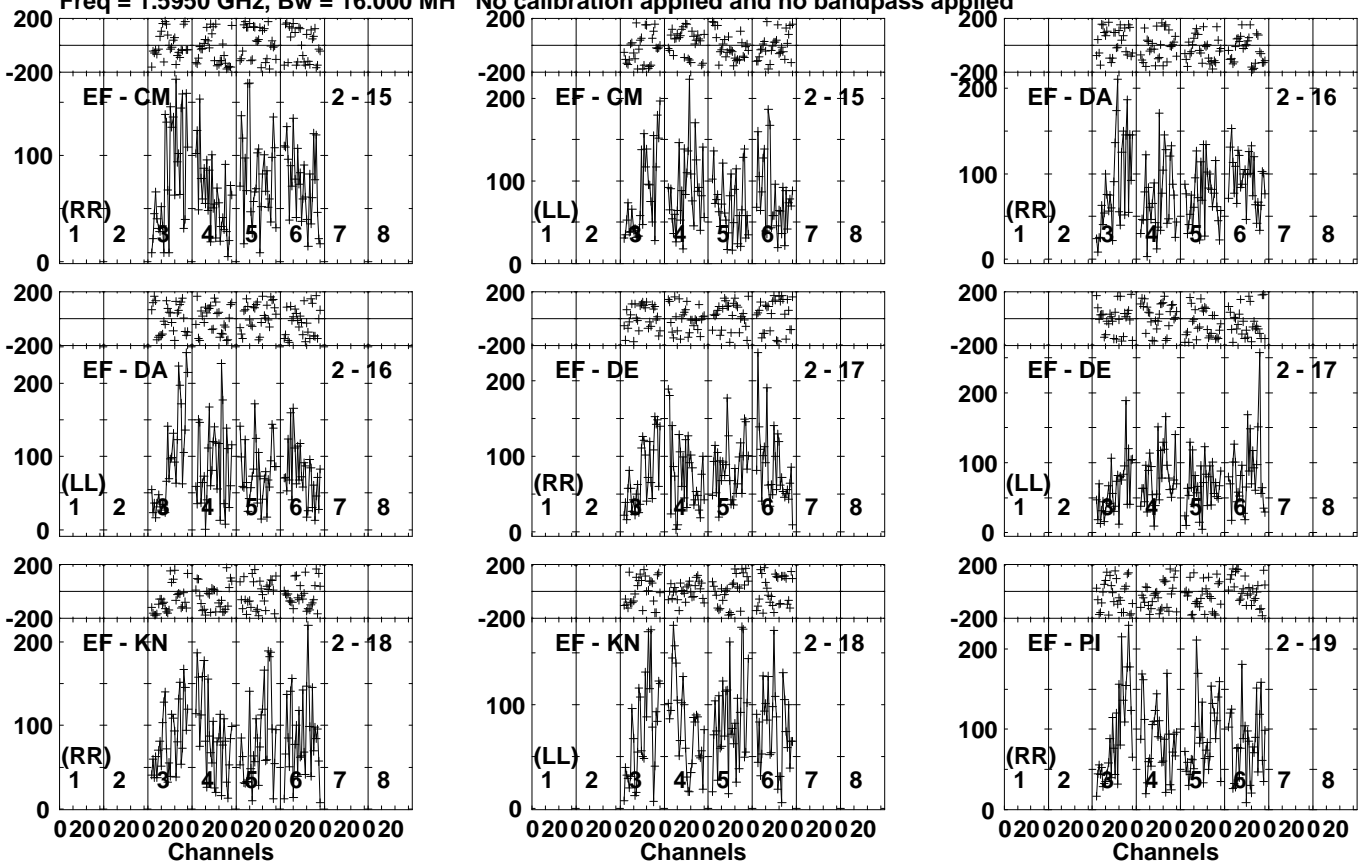 Freq = 1.5950 GHz, Bw = 16.000 MH No calibration applied and no bandpass applied
200 200 200
-200 -200 -200
EF - CM 2 - 15 EF - CM 2 - 15 200 EF - DA 2 - 16
100 100 100
(RR) (LL) (RR)
1 2 3 4 5 6 7 8 1 2 3 4 5 6 7 8 1 2 3 4 5 6 7 8
0 0 0
200 200 200
-200 -200 -200
EF - DA 2 - 16 EF - DE 2 - 17 EF - DE 2 - 17
200 200 200
100 100 100
(LL) (RR) (LL)
1 2 3 4 5 6 7 8 1 2 3 4 5 6 7 8 1 2 3 4 5 6 7 8
0 0 0
200 200 200
-200 -200 -200
EF - KN 2 - 18 EF - KN 2 - 18 EF - PI 2 - 19
200 200
100 100 100
(RR) (LL) (RR)
1 2 3 4 5 6 7 8 1 2 3 4 5 6 7 8 1 2 3 4 5 6 7 8
0 0 0
0 20 0 20 0 20 0 20 0 20 0 20 0 20 0 20 0 20 0 20 0 20 0 20 0 20 0 20 0 20 0 20 0 20 0 20 0 20 0 20 0 20 0 20 0 20 0 20
Channels Channels Channels